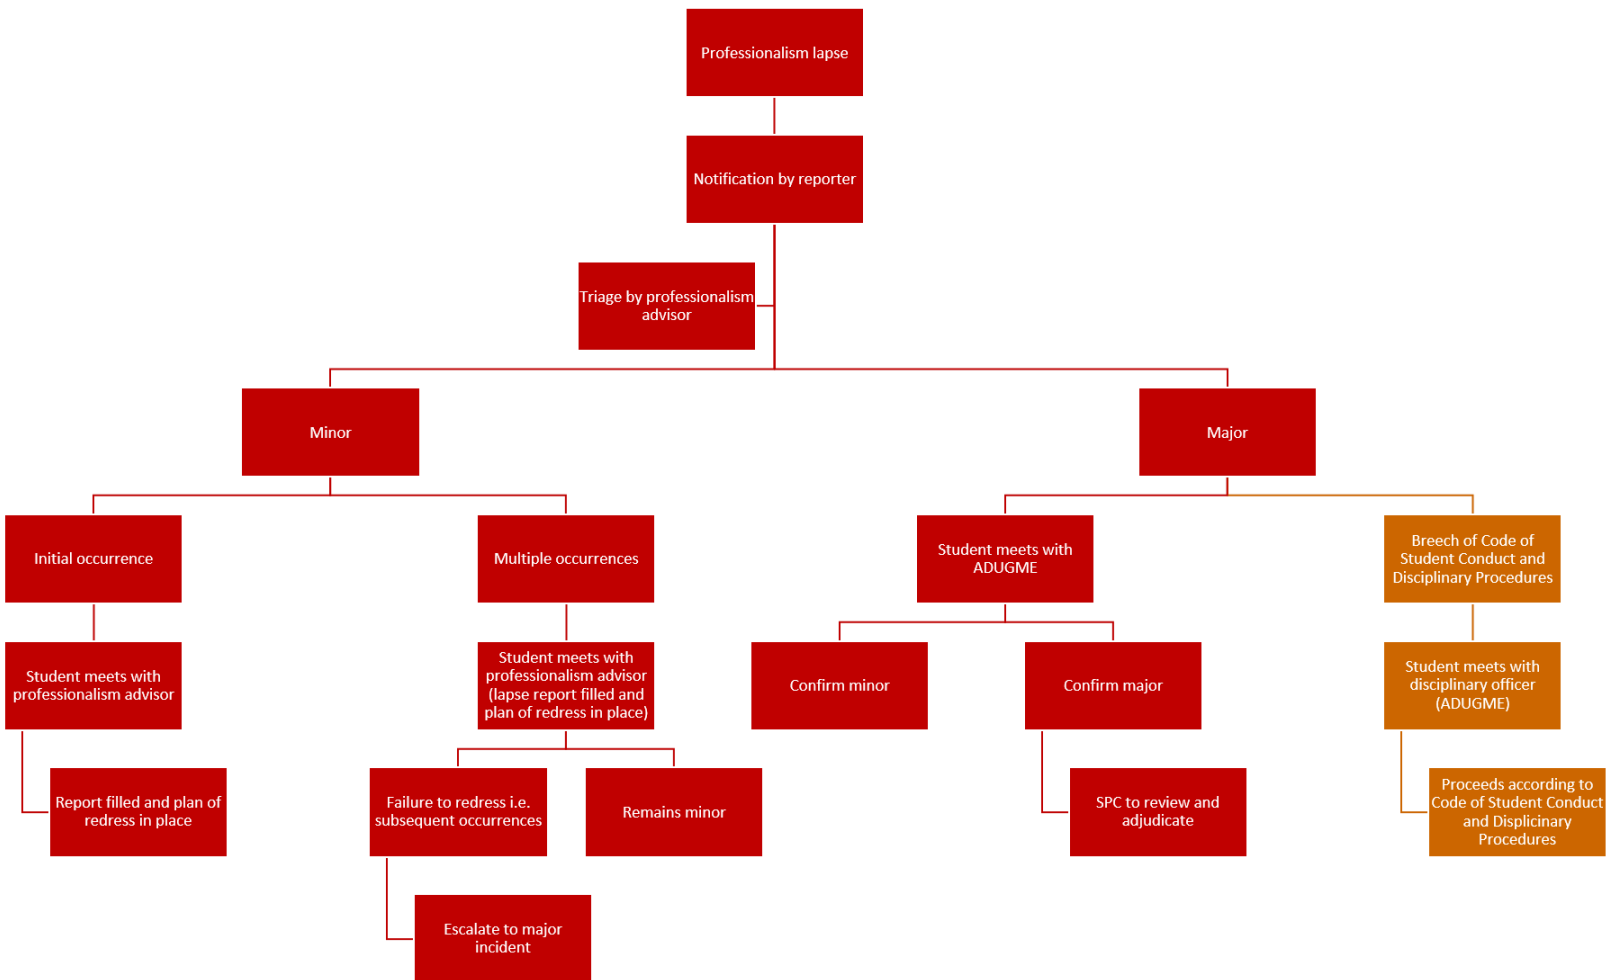 Professionalism lapse
Notification by reporter
Triage by professionalism
advisor
Minor
Major
Initial occurrence
Multiple occurrences
Student meets with
ADUGME
Breech of Code of
Student Conduct and
Disciplinary Procedures
Student meets with
professionalism advisor
Student meets with
professionalism advisor
(lapse report filled and
plan of redress in place)
Confirm minor
Confirm major
Student meets with
disciplinary officer
(ADUGME)
Report filled and plan of
redress in place
Failure to redress i.e.
subsequent occurrences
Remains minor
SPC to review and
adjudicate
Proceeds according to
Code of Student Conduct
and Displicinary
Procedures
Escalate to major
incident